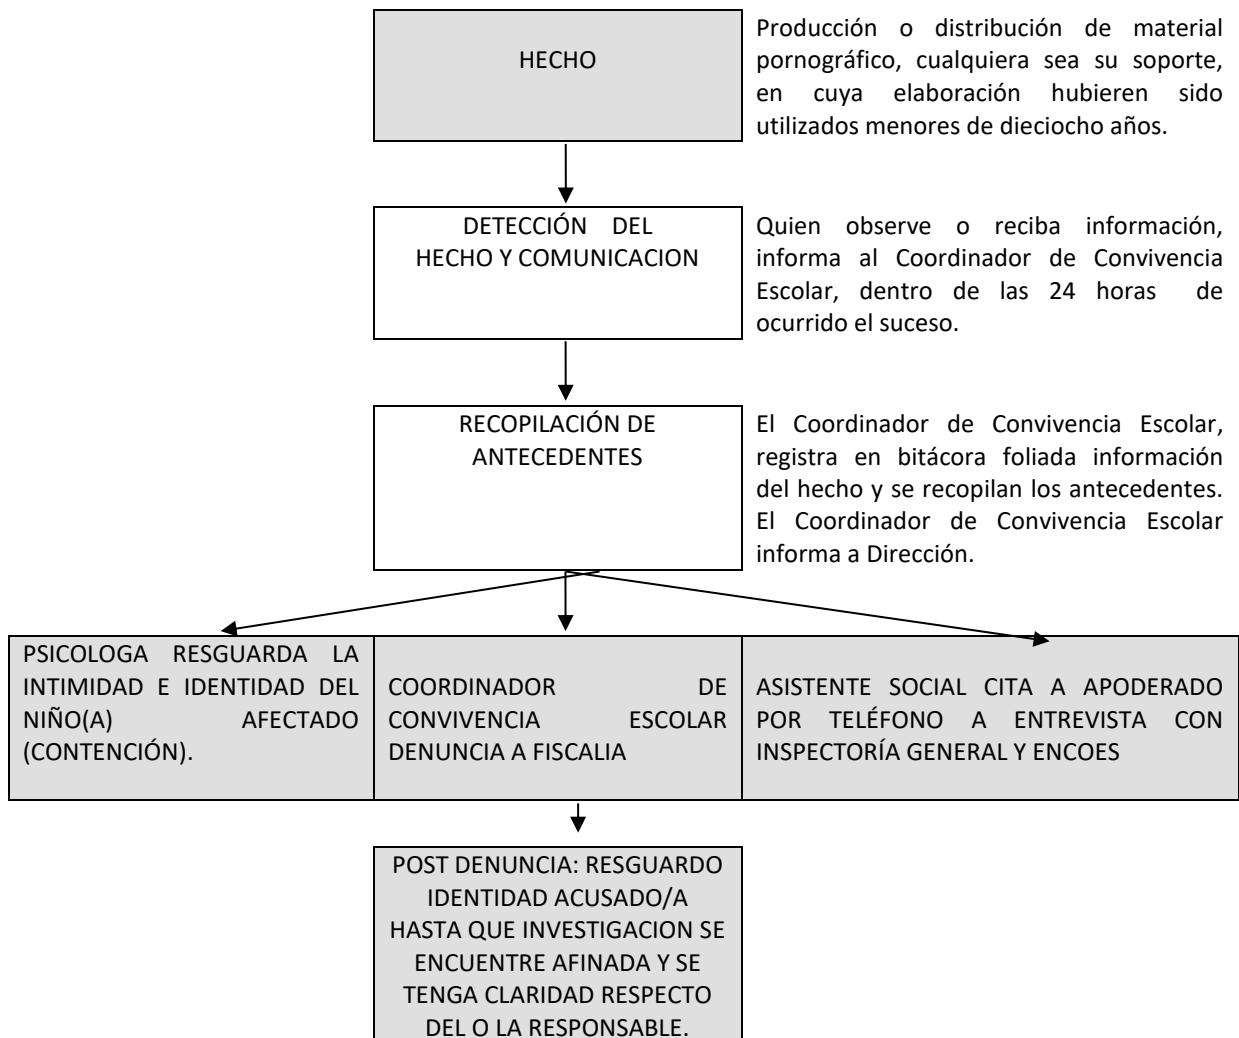 HECHO
Producción o distribución de material
pornográfico, cualquiera sea su soporte,
en cuya elaboración hubieren sido
utilizados menores de dieciocho años.
DETECCIÓN DEL
HECHO Y COMUNICACION
Quien observe o reciba información,
informa al Coordinador de Convivencia
Escolar, dentro de las 24 horas de
ocurrido el suceso.
RECOPILACIÓN DE
ANTECEDENTES
El Coordinador de Convivencia Escolar,
registra en bitácora foliada información
del hecho y se recopilan los antecedentes.
El Coordinador de Convivencia Escolar
informa a Dirección.
PSICOLOGA RESGUARDA LA
INTIMIDAD E IDENTIDAD DEL
NIÑO(A) AFECTADO
(CONTENCIÓN).
COORDINADOR DE
CONVIVENCIA ESCOLAR
DENUNCIA A FISCALIA
ASISTENTE SOCIAL CITA A APODERADO
POR TELÉFONO A ENTREVISTA CON
INSPECTORÍA GENERAL Y ENCOES
POST DENUNCIA: RESGUARDO
IDENTIDAD ACUSADO/A
HASTA QUE INVESTIGACION SE
ENCUENTRE AFINADA Y SE
TENGA CLARIDAD RESPECTO
DEL O LA RESPONSABLE.